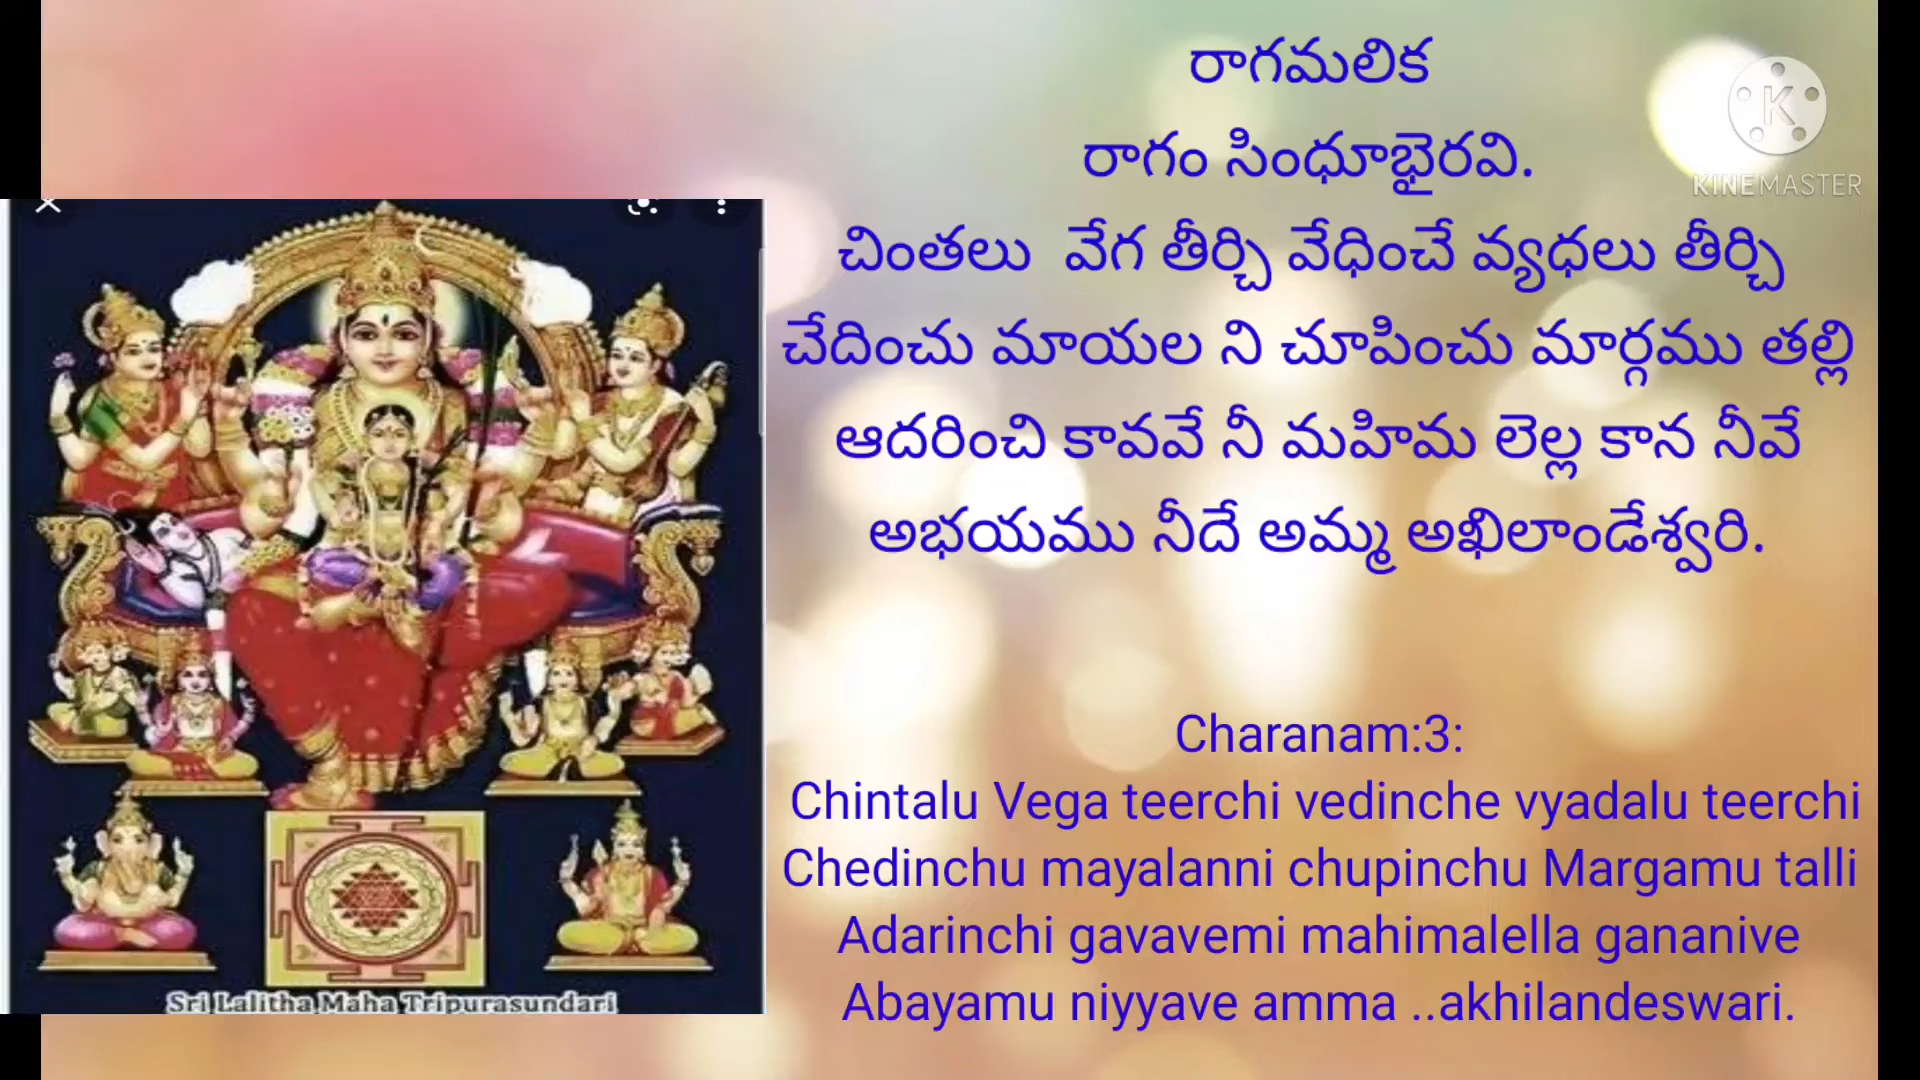 రాగమలిక
రాగం సింధూభైరవి.
చింతలు వేగ తీర్చి వేధించే వ్యధలు తీర్చి
చేదించు మాయల ని చూపించు మార్గము తల్లి
ఆదరించి కావవే నీ మహిమ లెల్ల కాన నీవే
అభయము నీదే అమ్మ అఖిలాండేశ్వరి.
Charanam:3:
Chintalu Vega teerchi vedinche vyadalu teerchi
Chedinchu mayalanni chupinchu Margamu talli
Adarinchi gavavemi mahimalella gananive
Abayamu niyyave amma ..akhilandeswari.
K
KINEMASTER
Sri Lalitha Maha Tripurasundari